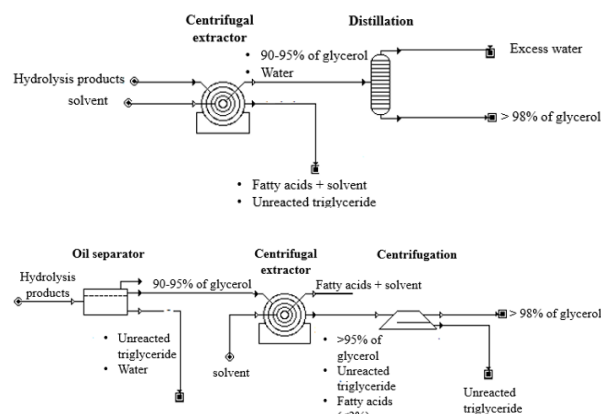 Centrifugal
extractor
Distillation
• 90-95% of glycerol
• Water
Excess water
Hydrolysis products
solvent
> 98% of glycerol
• Fatty acids + solvent
• Unreacted triglyceride
Oil separator
Centrifugal
extractor
Centrifugation
Hydrolysis
products
90-95% of glycerol
Fatty acids + solvent
> 98% of glycerol
• Unreacted
triglyceride
• Water
solvent
• >95% of
glycerol
• Unreacted
triglyceride
• Fatty acids
Unreacted
triglyceride